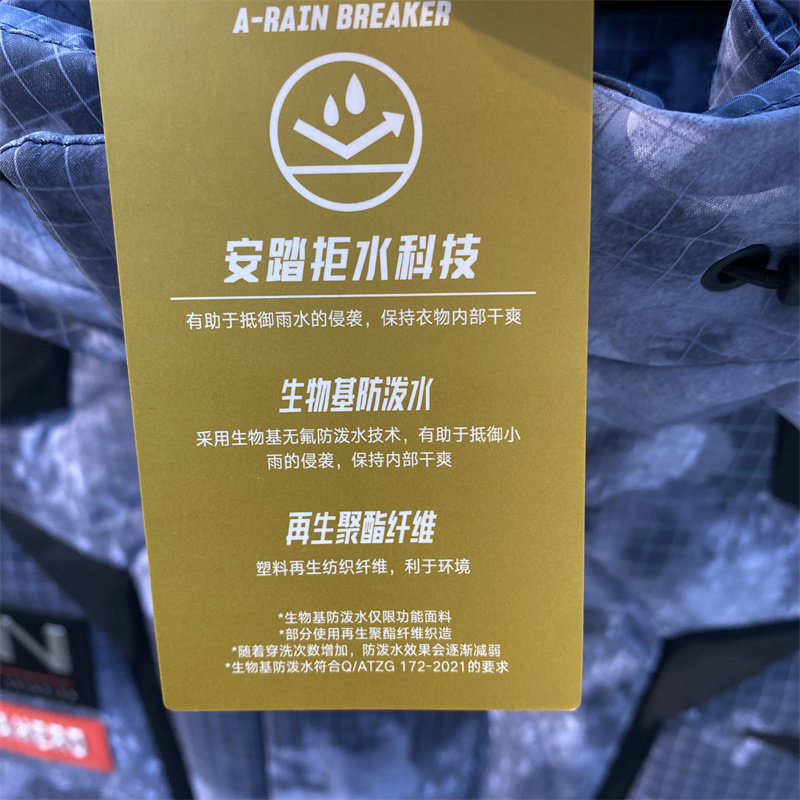 A-RAIN BREAKER
安踏拒水科技
有助于抵御雨水的侵袭，保持衣物内部干爽
生物基防泼水
采用生物基无氟防泼水技术，有助于抵御小
雨的侵袭，保持内部干爽
再生聚酯纤维
塑料再生纺织纤维，利于环境
*生物基防泼水仅限功能面料
*部分使用再生聚酯纤维织造
*随着穿洗次数增加，防泼水效果会逐渐减弱
*生物基防泼水符合Q/ATZG 172-2021的要求
N